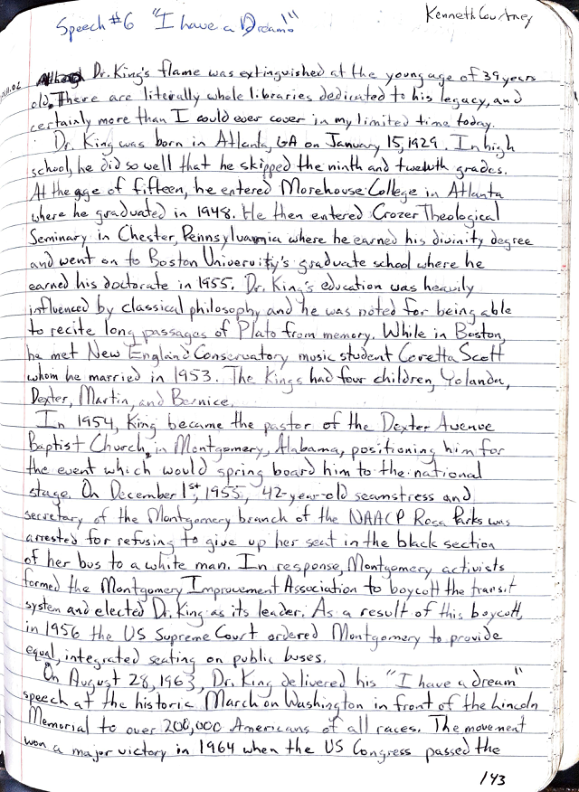 Speech #6 "I have a Dream!"
Kenneth Courtney
Dr. King's flame was extinguished at the young age of 39 years
old. There are literally whole libraries dedicated to his legacy, and
certainly more than I could ever cover in my limited time today.
Dr. King was born in Atlanta, GA on January 15, 1929. In high
school, he did so well that he skipped the ninth and twelvth grades.
At the age of fifteen, he entered Morehouse College in Atlanta
where he graduated in 1948. He then entered Crozer Theological
Seminary in Chester, Pennsylvannia where he earned his divinity degree
and went on to Boston University's graduate school where he
earned his doctorate in 1955. Dr. King's education was heavily
influenced by classical philosophy and he was noted for being able
to recite long passages of Plato from memory. While in Boston,
he met New England Conservatory music student Coretta Scott
whom he married in 1953. The Kings had four children, Yolanda,
Dexter, Martin, and Bernice.
In 1954, King became the pastor of the Dexter Avenue
Baptist Church, in Montgomery, Alabama, positioning him for
the event which would spring board him to the national
stage. On December 1st, 1955, 42-year-old seamstress and
secretary of the Montgomery branch of the NAACP Rosa Parks was
arrested for refusing to give up her seat in the black section
of her bus to a white man. In response, Montgomery activists
formed the Montgomery Improvement Association to boycott the transit
system and elected Dr. King as its leader. As a result of this boycott,
in 1956 the US Supreme Court ordered Montgomery to provide
equal, integrated seating on public buses.
On August 28, 1963, Dr. King delivered his "I have a dream"
speech at the historic March on Washington in front of the Lincoln
Memorial to over 200,000 Americans of all races. The movement
won a major victory in 1964 when the US Congress passed the
143